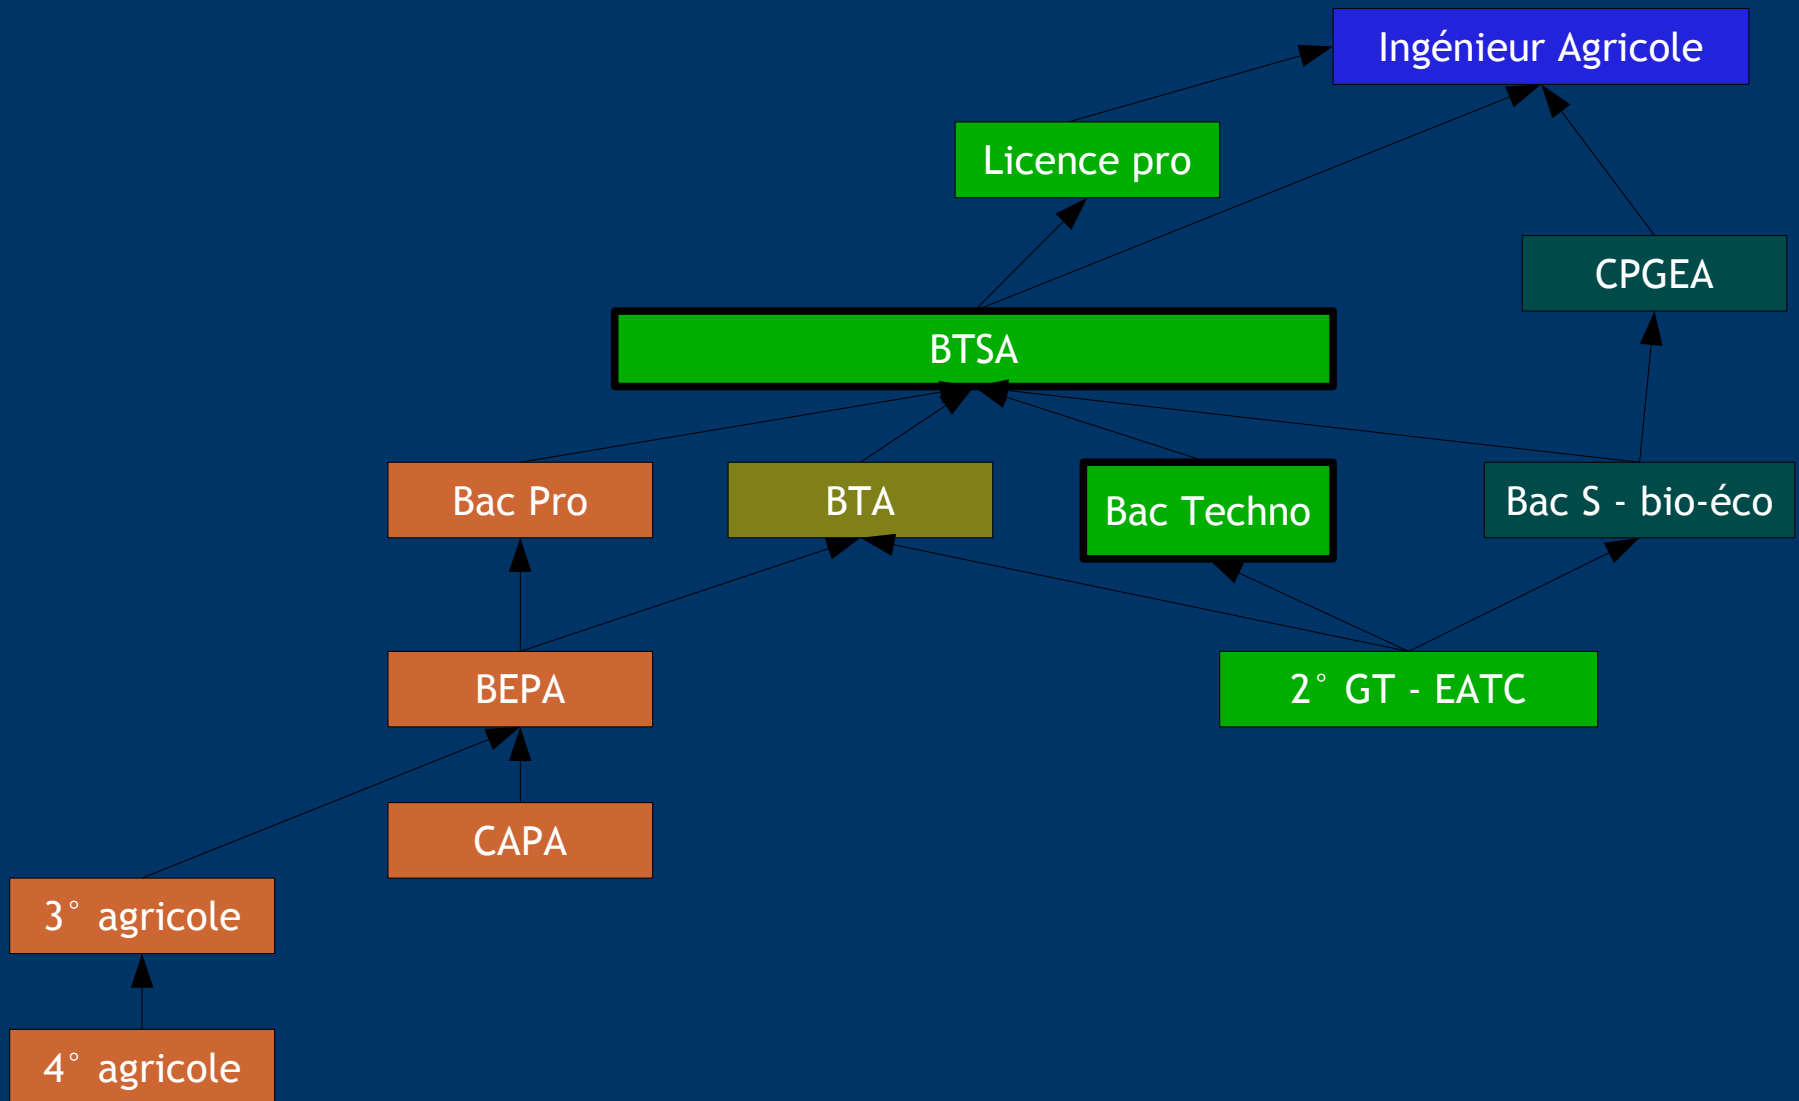 Ingénieur Agricole
Licence pro
CPGEA
BTSA
Bac Pro
BTA
Bac Techno
Bac S - bio-éco
BEPA
2° GT - EATC
CAPA
3° agricole
4° agricole